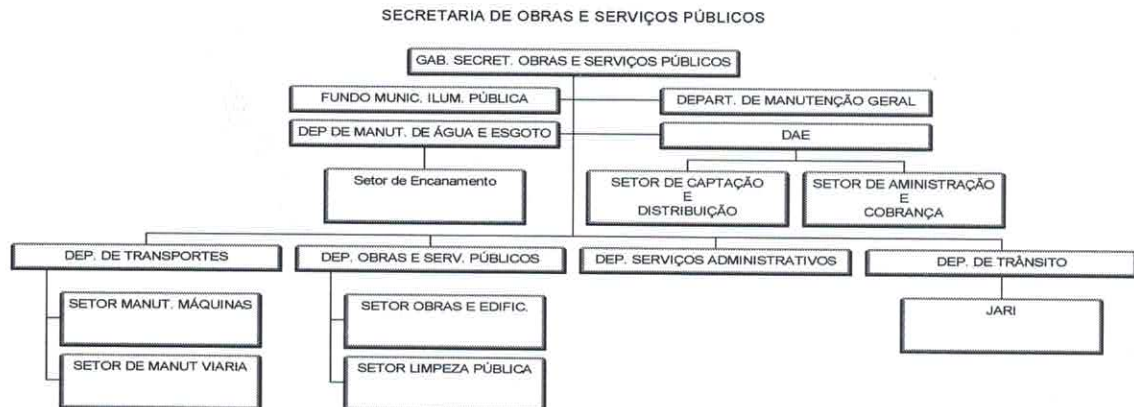 SECRETARIA DE OBRAS E SERVIÇOS PÚBLICOS
GAB. SECRET. OBRAS E SERVIÇOS PÚBLICOS
FUNDO MUNIC. ILUM. PÚBLICA
DEPART. DE MANUTENÇÃO GERAL
DEP DE MANUT. DE ÁGUA E ESGOTO
DAE
Setor de Encanamento
SETOR DE CAPTAÇÃO
E
DISTRIBUIÇÃO
SETOR DE AMINISTRAÇÃO
E
COBRANÇA
DEP. DE TRANSPORTES
DEP. OBRAS E SERV. PÚBLICOS
DEP. SERVIÇOS ADMINISTRATIVOS
DEP. DE TRÂNSITO
SETOR MANUT. MÁQUINAS
SETOR OBRAS E EDIFIC.
JARI
SETOR DE MANUT VIARIA
SETOR LIMPEZA PÚBLICA